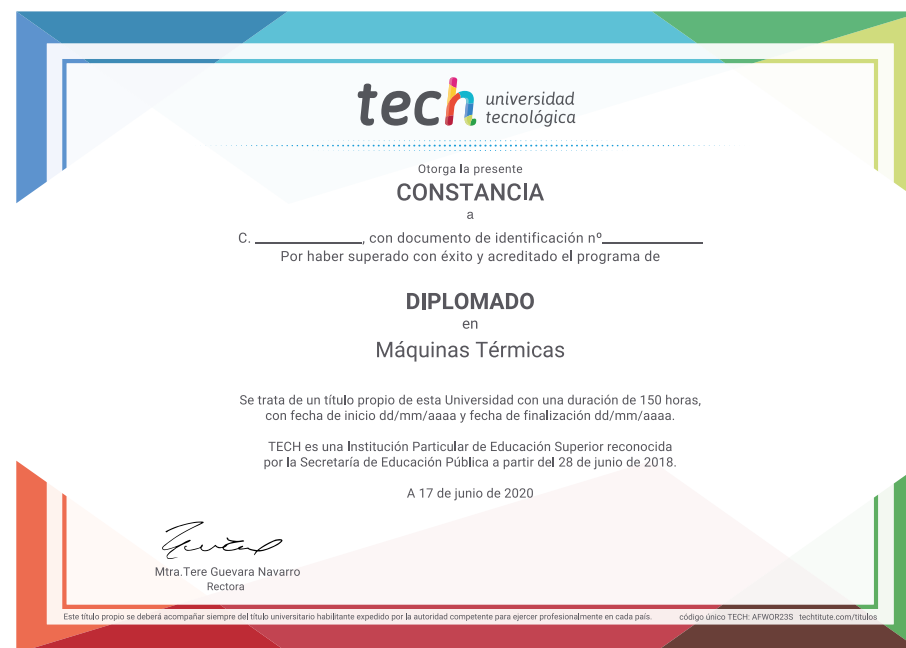 tech universidad
tecnológica
Otorga la presente
CONSTANCIA
a
C. ____________, con documento de identificación nº____________
Por haber superado con éxito y acreditado el programa de
DIPLOMADO
en
Máquinas Térmicas
Se trata de un título propio de esta Universidad con una duración de 150 horas,
con fecha de inicio dd/mm/aaaa y fecha de finalización dd/mm/aaaa.
TECH es una Institución Particular de Educación Superior reconocida
por la Secretaría de Educación Pública a partir del 28 de junio de 2018.
A 17 de junio de 2020
Mtra.Tere Guevara Navarro
Rectora
Este título propio se deberá acompañar siempre del título universitario habilitante expedido por la autoridad competente para ejercer profesionalmente en cada país.
código único TECH: AFWOR23S techtitute.com/titulos